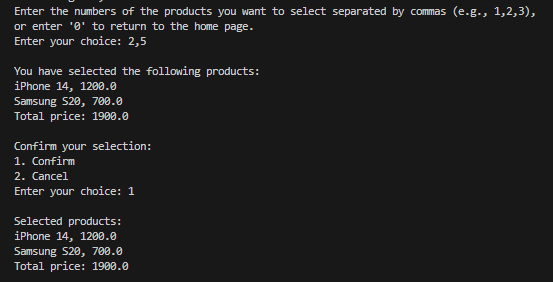 Enter the numbers of the products you want to select separated by commas (e.g., 1,2,3),
or enter '0' to return to the home page.
Enter your choice: 2,5
You have selected the following products:
iPhone 14, 1200.0
Samsung S20, 700.0
Total price: 1900.0
Confirm your selection:
1. Confirm
2. Cancel
Enter your choice: 1
Selected products:
iPhone 14, 1200.0
Samsung S20, 700.0
Total price: 1900.0